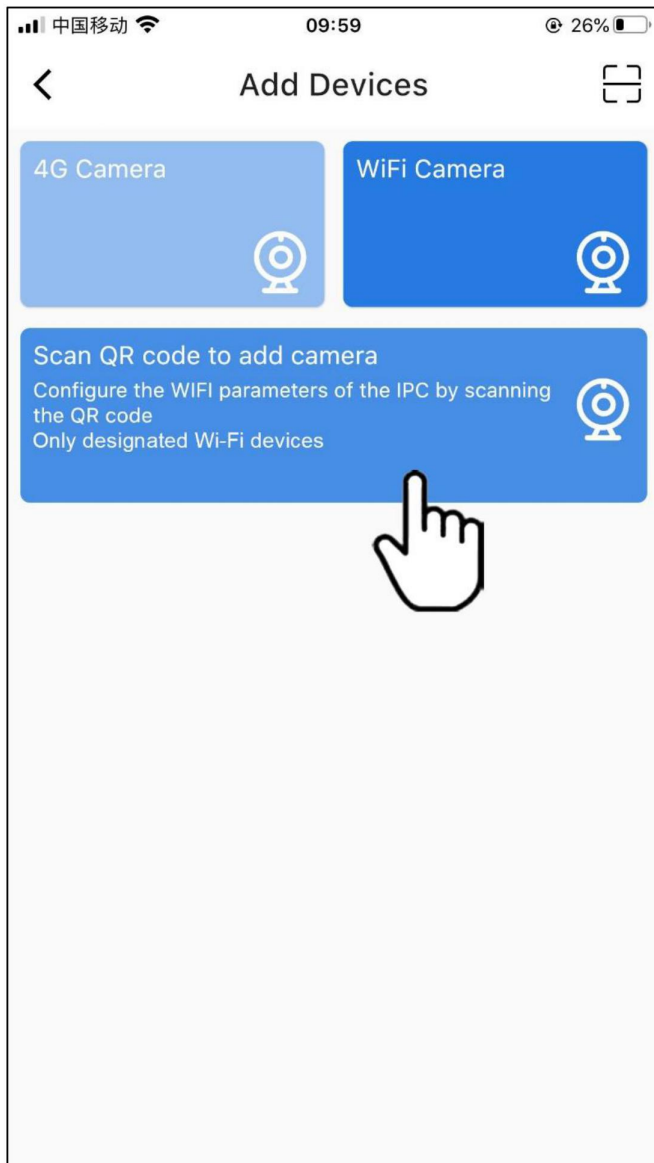 中国移动
09:59
26%
Add Devices
4G Camera
WiFi Camera
Scan QR code to add camera
Configure the WIFI parameters of the IPC by scanning
the QR code
Only designated Wi-Fi devices